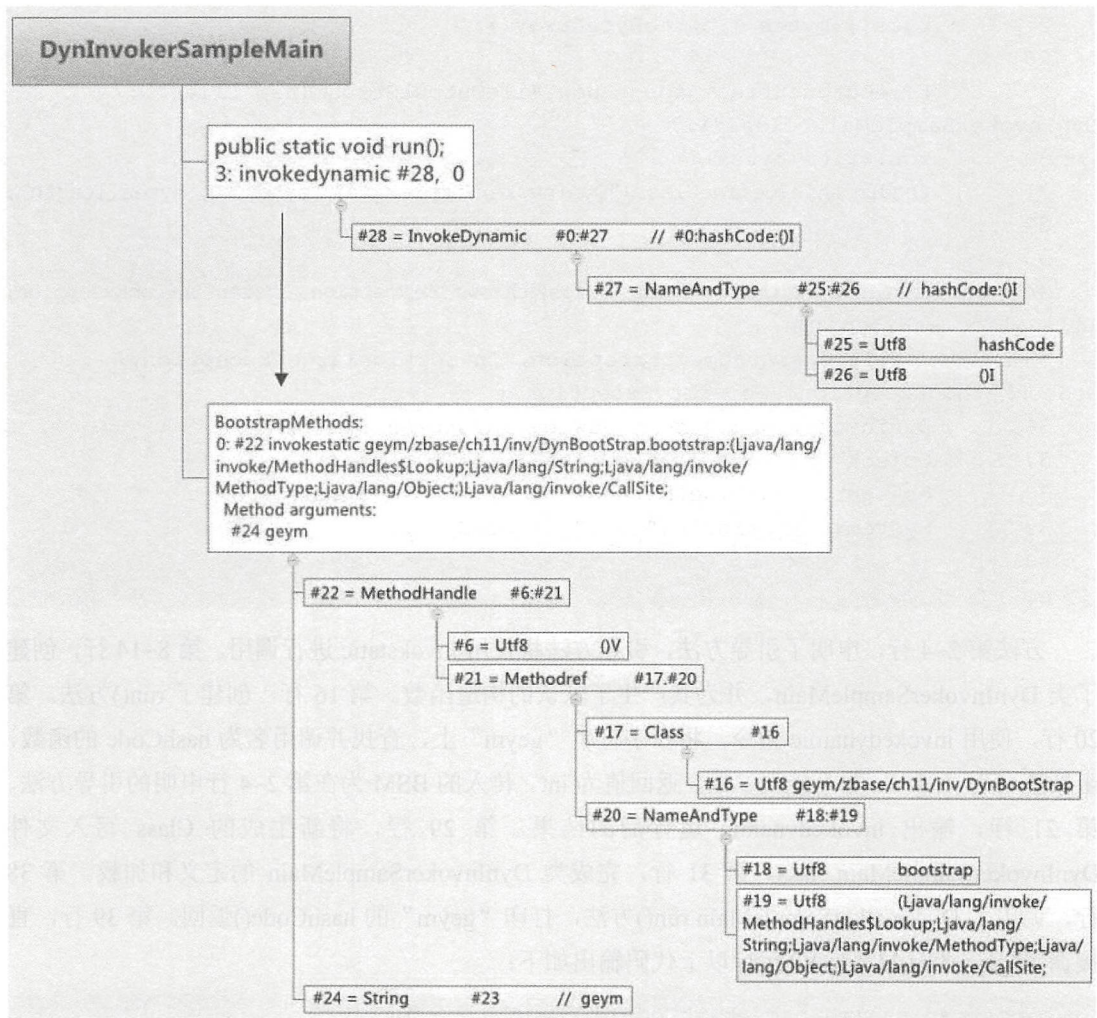 DynInvokerSampleMain
public static void run();
3: invokedynamic #28, 0
#28 = InvokeDynamic #0:#27 // #0:hashCode:()I
#27 = NameAndType #25:#26 // hashCode:()I
#25 = Utf8 hashCode
#26 = Utf8 ()I
BootstrapMethods:
0: #22 invokestatic geym/zbase/ch11/inv/DynBootStrap.bootstrap:(Ljava/lang/
invoke/MethodHandles$Lookup;Ljava/lang/String;Ljava/lang/invoke/
MethodType;Ljava/lang/Object;)Ljava/lang/invoke/CallSite;
Method arguments:
#24 geym
#22 = MethodHandle #6:#21
#6 = Utf8 ()V
#21 = Methodref #17.#20
#17 = Class #16
#16 = Utf8 geym/zbase/ch11/inv/DynBootStrap
#20 = NameAndType #18:#19
#18 = Utf8 bootstrap
#19 = Utf8 (Ljava/lang/invoke/
MethodHandles$Lookup;Ljava/lang/
String;Ljava/lang/invoke/MethodType;Ljava/
lang/Object;)Ljava/lang/invoke/CallSite;
#24 = String #23 // geym